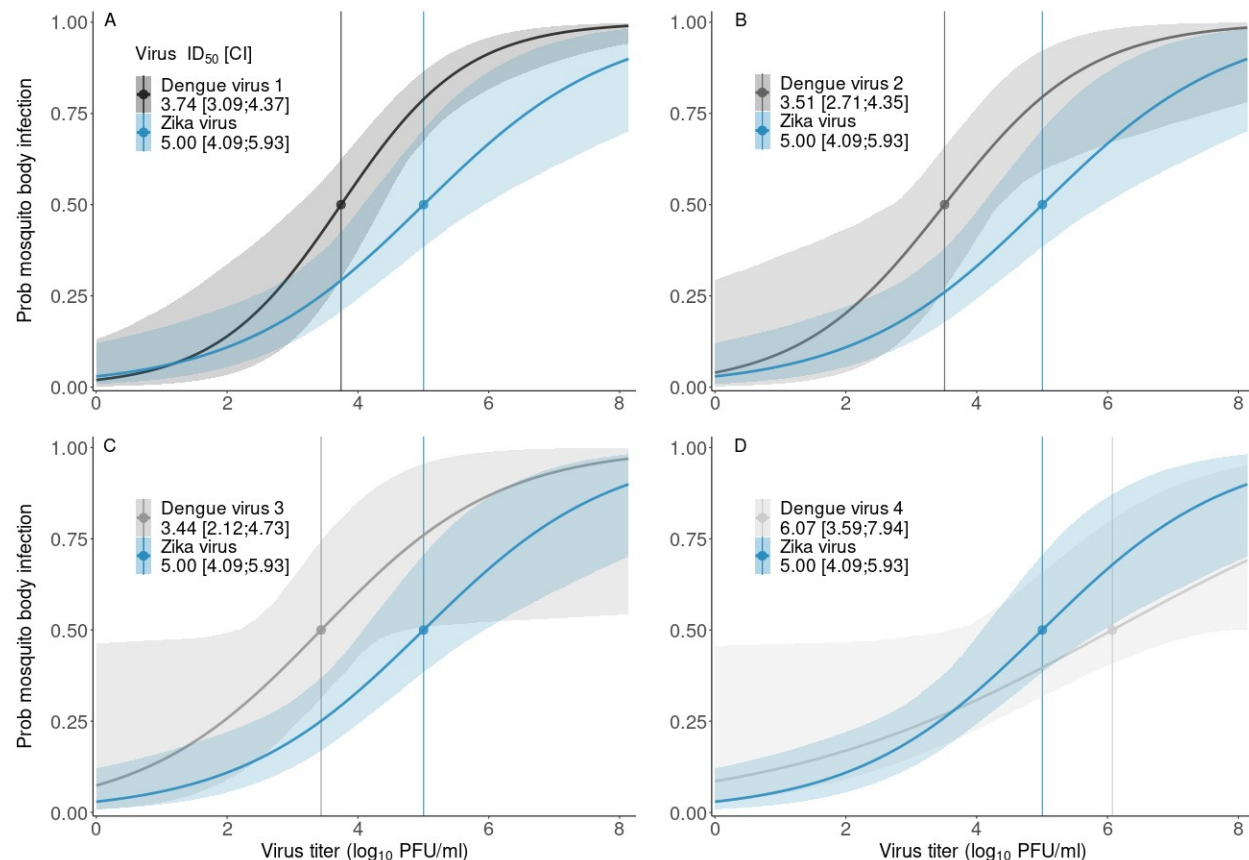 A
Virus ID₅₀ [CI]
Dengue virus 1
3.74 [3.09;4.37]
Zika virus
5.00 [4.09;5.93]
Prob mosquito body infection
1.00
0.75
0.50
0.25
0.00
0 2 4 6 8
B
Dengue virus 2
3.51 [2.71;4.35]
Zika virus
5.00 [4.09;5.93]
1.00
0.75
0.50
0.25
0.00
0 2 4 6 8
C
Dengue virus 3
3.44 [2.12;4.73]
Zika virus
5.00 [4.09;5.93]
Prob mosquito body infection
1.00
0.75
0.50
0.25
0.00
0 2 4 6 8
Virus titer (log₁₀ PFU/ml)
D
Dengue virus 4
6.07 [3.59;7.94]
Zika virus
5.00 [4.09;5.93]
1.00
0.75
0.50
0.25
0.00
0 2 4 6 8
Virus titer (log₁₀ PFU/ml)